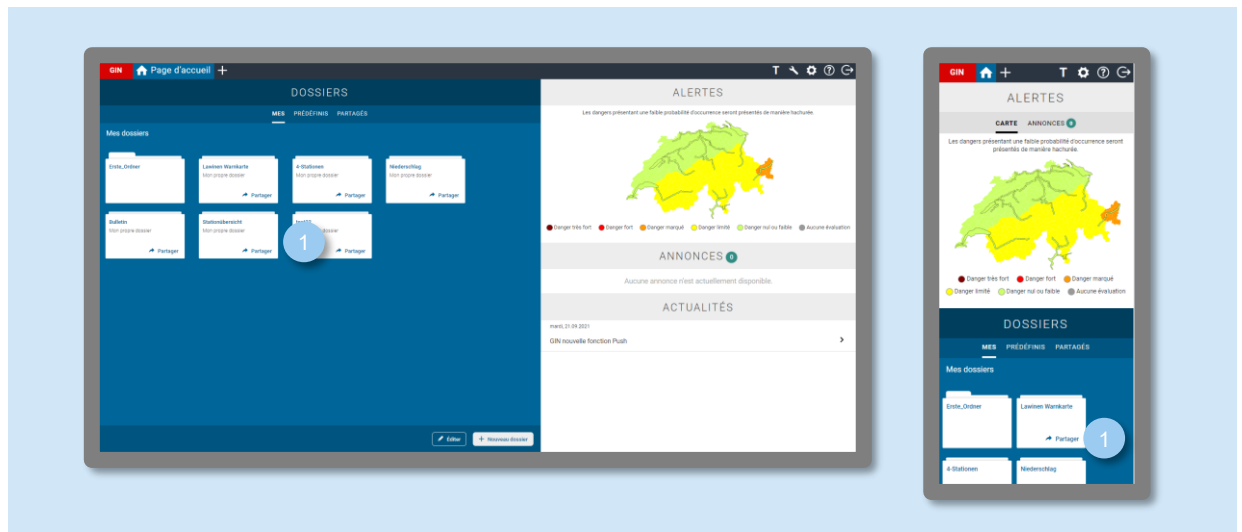 GIN Page d'accueil + T
DOSSIERS
MES PRÉDÉFINIS PARTAGÉS
Mes dossiers
Erste_Ordner
Lawinen Warnkarte
Mon propre dossier
Partager
4-Stationen
Mon propre dossier
Partager
Niederschlag
Mon propre dossier
Partager
Bulletin
Mon propre dossier
Partager
Stationübersicht
Mon propre dossier
Partager
dossier
Partager
1
Éditer + Nouveau dossier
ALERTES
Les dangers présentant une faible probabilité d'occurrence seront présentés de manière hachurée.
Danger très fort Danger fort Danger marqué Danger limité Danger nul ou faible Aucune évaluation
ANNONCES 0
Aucune annonce n'est actuellement disponible.
ACTUALITÉS
mardi, 21.09.2021
GIN nouvelle fonction Push
GIN + T
ALERTES
CARTE ANNONCES 0
Les dangers présentant une faible probabilité d'occurrence seront
présentés de manière hachurée.
Danger très fort Danger fort Danger marqué
Danger limité Danger nul ou faible Aucune évaluation
DOSSIERS
MES PRÉDÉFINIS PARTAGÉS
Mes dossiers
Erste_Ordner
Lawinen Warnkarte
Partager
1
4-Stationen
Niederschlag